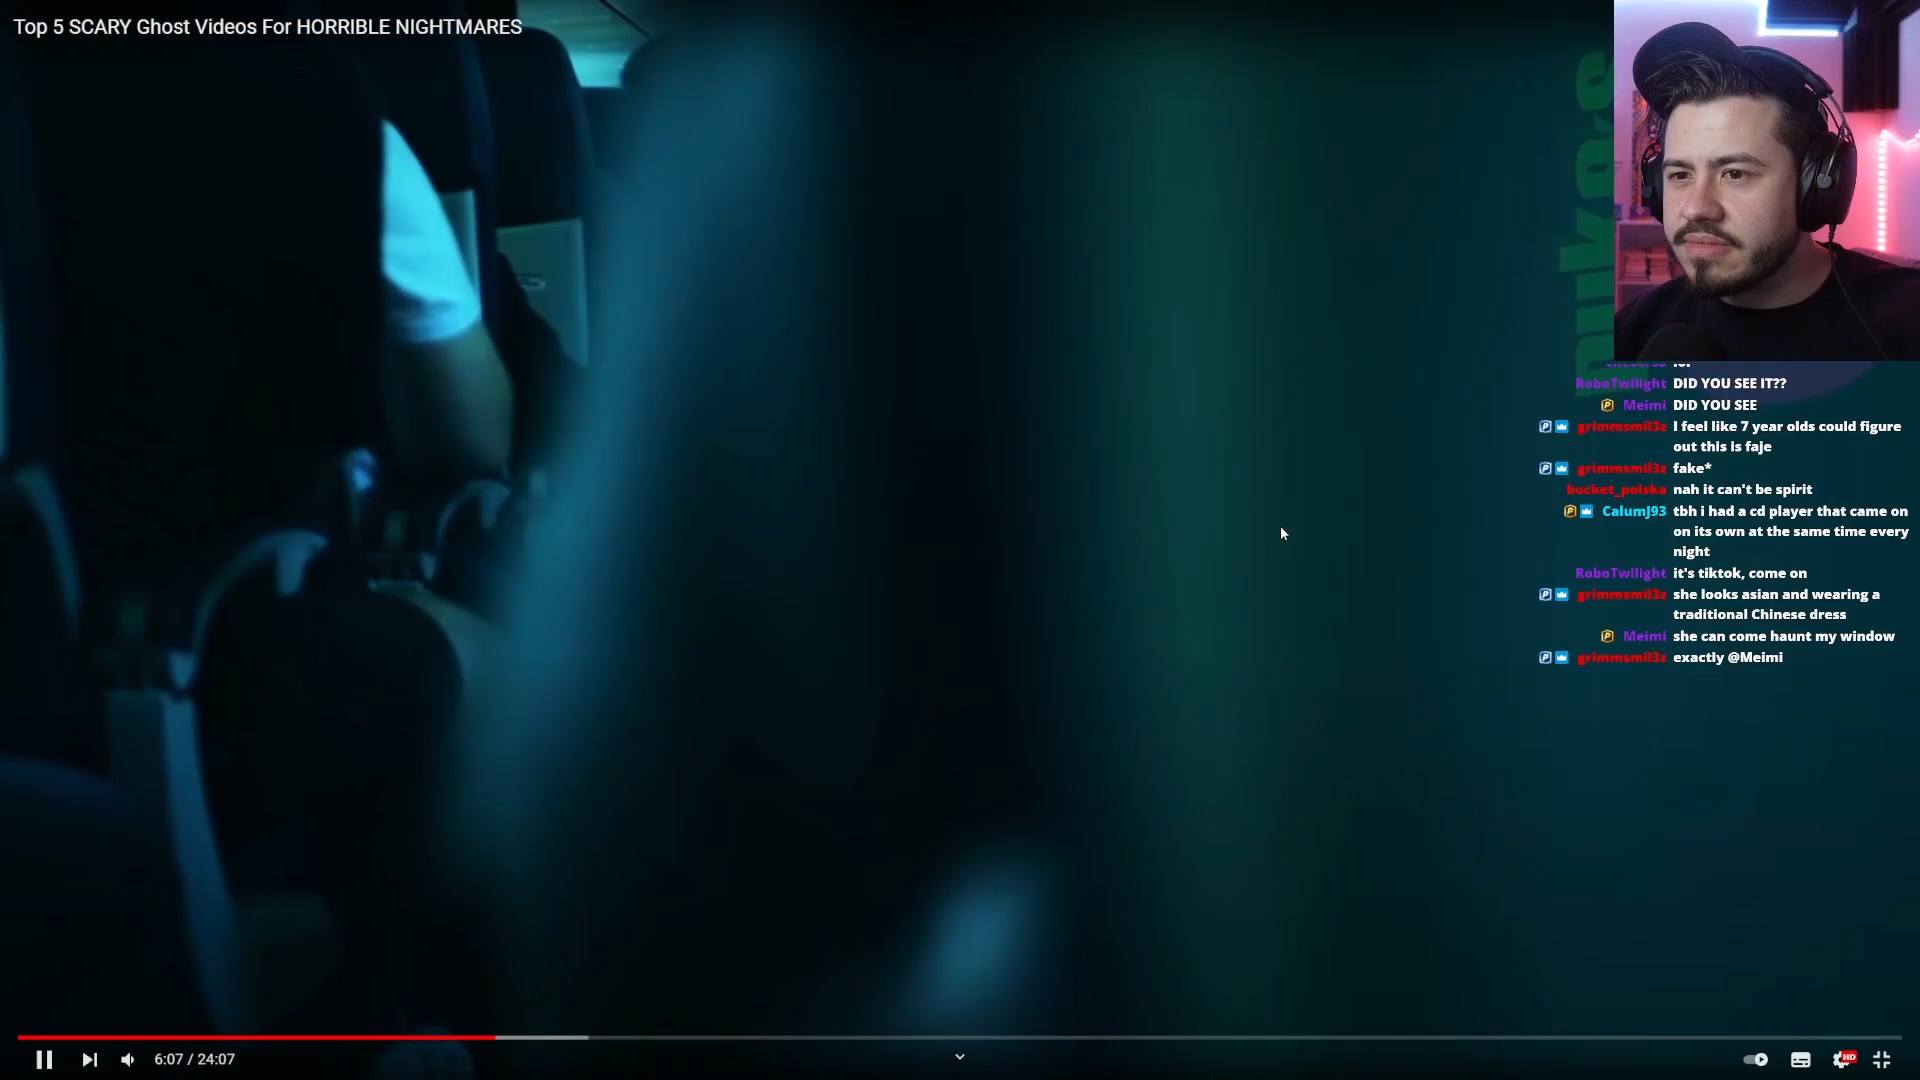 Top 5 SCARY Ghost Videos For HORRIBLE NIGHTMARES
RoboTwilight DID YOU SEE IT??
Meimi DID YOU SEE
grimmsmil3z I feel like 7 year olds could figure
out this is faje
grimmsmil3z fake*
bucket_polska nah it can't be spirit
CalumJ93 tbh i had a cd player that came on
on its own at the same time every
night
RoboTwilight it's tiktok, come on
grimmsmil3z she looks asian and wearing a
traditional Chinese dress
Meimi she can come haunt my window
grimmsmil3z exactly @Meimi
6:07 / 24:07
HD